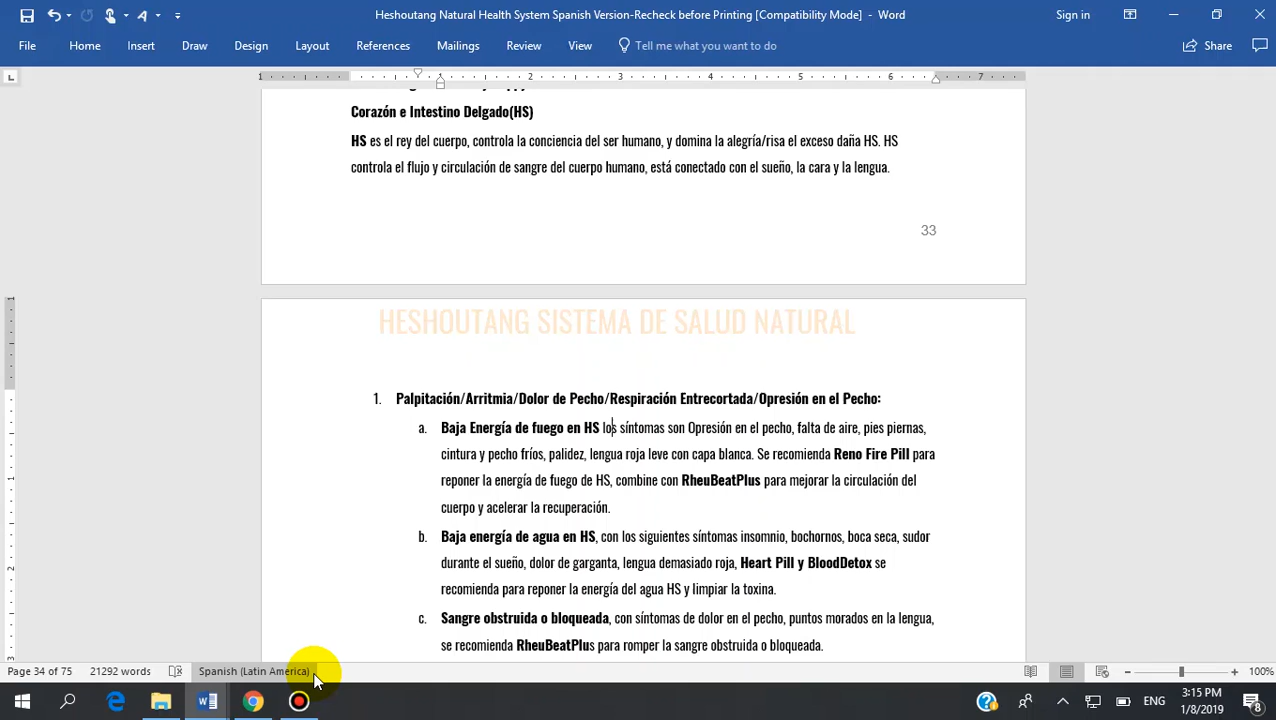 Heshoutang Natural Health System Spanish Version-Recheck before Printing [Compatibility Mode] - Word
Sign in
File Home Insert Draw Design Layout References Mailings Review View Tell me what you want to do Share
1 1 2 3 4 5 6 7
Corazón e Intestino Delgado(HS)
HS es el rey del cuerpo, controla la conciencia del ser humano, y domina la alegría/risa el exceso daña HS. HS
controla el flujo y circulación de sangre del cuerpo humano, está conectado con el sueño, la cara y la lengua.
33
HESHOUTANG SISTEMA DE SALUD NATURAL
1. Palpitación/Arritmia/Dolor de Pecho/Respiración Entrecortada/Opresión en el Pecho:
a. Baja Energía de fuego en HS los síntomas son Opresión en el pecho, falta de aire, pies piernas,
cintura y pecho fríos, palidez, lengua roja leve con capa blanca. Se recomienda Reno Fire Pill para
reponer la energía de fuego de HS, combine con RheuBeatPlus para mejorar la circulación del
cuerpo y acelerar la recuperación.
b. Baja energía de agua en HS, con los siguientes síntomas insomnio, bochornos, boca seca, sudor
durante el sueño, dolor de garganta, lengua demasiado roja, Heart Pill y BloodDetox se
recomienda para reponer la energía del agua HS y limpiar la toxina.
c. Sangre obstruida o bloqueada, con síntomas de dolor en el pecho, puntos morados en la lengua,
se recomienda RheuBeatPlus para romper la sangre obstruida o bloqueada.
Page 34 of 75 21292 words Spanish (Latin America) 100%
ENG
3:15 PM
1/8/2019
8